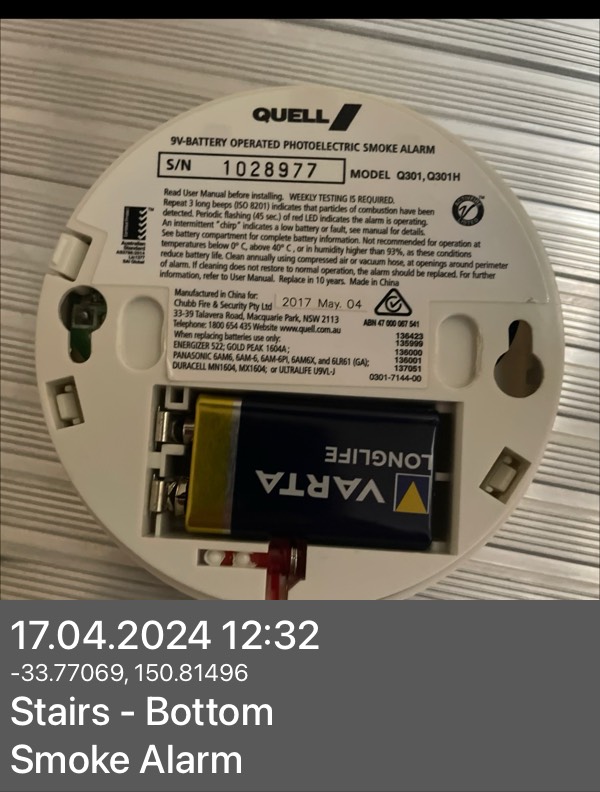 QUELL
9V-BATTERY OPERATED PHOTOELECTRIC SMOKE ALARM
S/N 1028977 MODEL Q301, Q301H
Read User Manual before installing. WEEKLY TESTING IS REQUIRED.
Repeat 3 long beeps (ISO 8201) indicates that particles of combustion have been
detected. Periodic flashing (45 sec.) of red LED indicates the alarm is operating.
An intermittent "chirp" indicates a low battery or fault, see manual for details.
See battery compartment for complete battery information. Not recommended for operation at
temperatures below 0° C, above 40° C, or in humidity higher than 93%, as these conditions
reduce battery life. Clean annually using compressed air or vacuum hose, at openings around perimeter
of alarm. If cleaning does not restore to normal operation, the alarm should be replaced. For further
information, refer to User Manual. Replace in 10 years. Made in China
Australian
Standard
Manufactured in China for:
Chubb Fire & Security Pty Ltd 2017 May. 04
33-39 Talavera Road, Macquarie Park, NSW 2113
Telephone: 1800 654 435 Website www.quell.com.au
ABN 47 000 067 541
When replacing batteries use only:
ENERGIZER 522; GOLD PEAK 1604A;
PANASONIC 6AM6, 6AM-6, 6AM-6PI, 6AM6X, and 6LR61 (GA);
DURACELL MN1604, MX1604; or ULTRALIFE U9VL-J
136423
135999
136000
136001
137051
0301-7144-00
VARTA
LONGLIFE
17.04.2024 12:32
-33.77069, 150.81496
Stairs - Bottom
Smoke Alarm